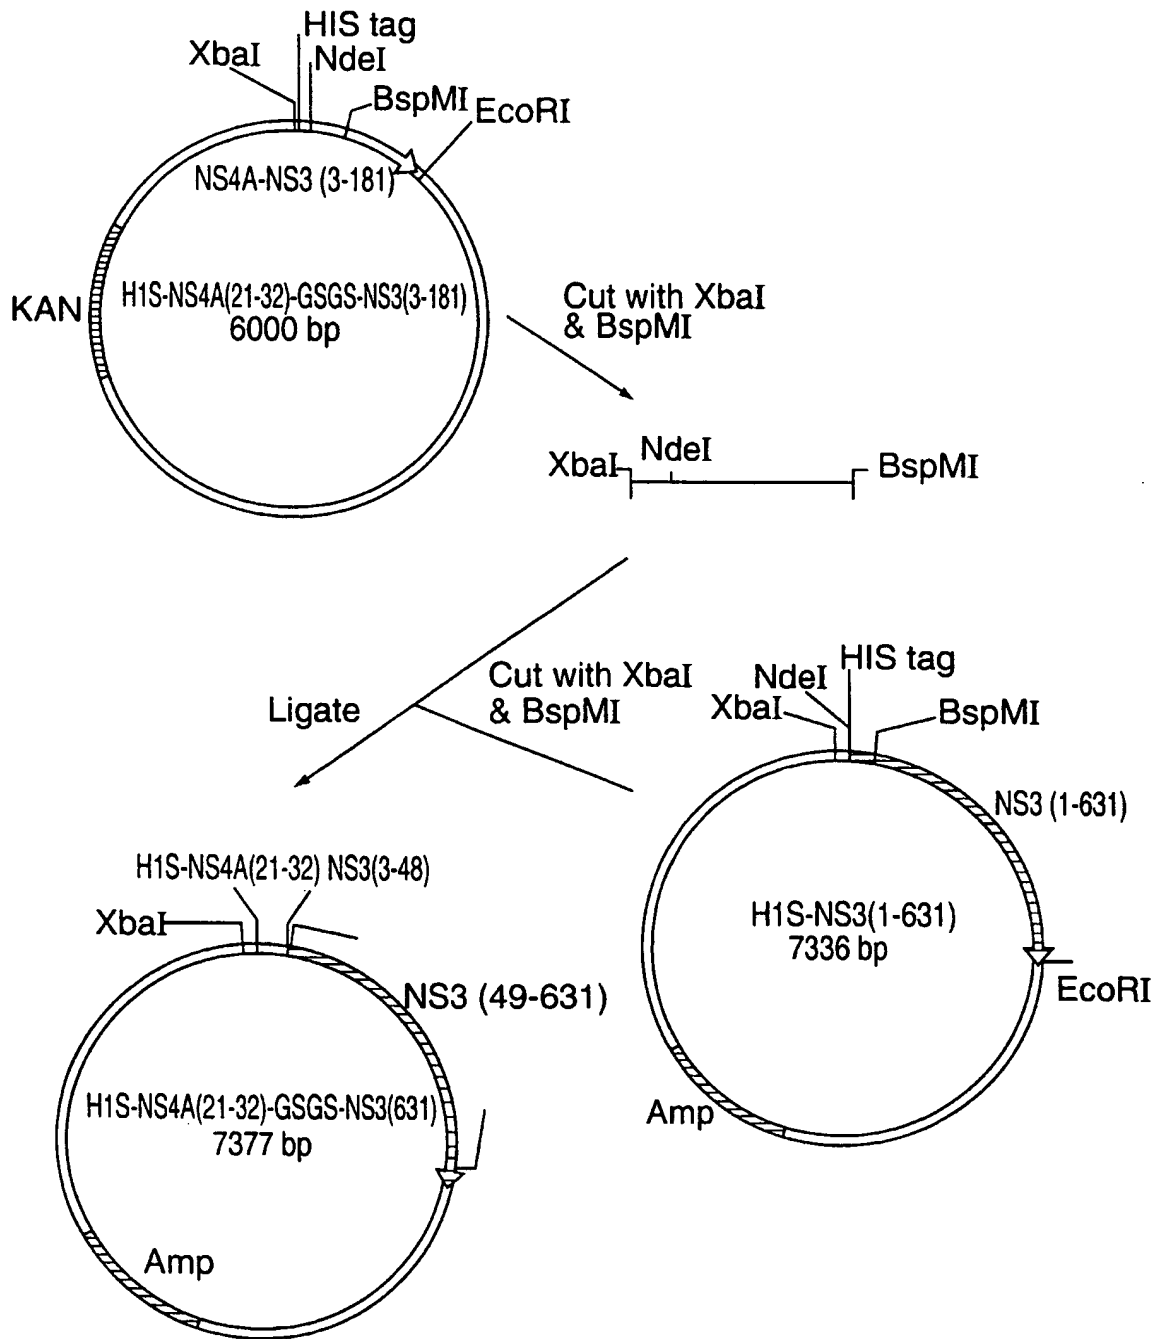 HIS tag
XbaI
NdeI
BspMI
EcoRI
NS4A-NS3 (3-181)
KAN
H1S-NS4A(21-32)-GSGS-NS3(3-181)
6000 bp
Cut with XbaI
& BspMI
XbaI
NdeI
BspMI
Ligate
Cut with XbaI
& BspMI
HIS tag
NdeI
XbaI
BspMI
NS3 (1-631)
H1S-NS3(1-631)
7336 bp
EcoRI
Amp
H1S-NS4A(21-32) NS3(3-48)
XbaI
NS3 (49-631)
H1S-NS4A(21-32)-GSGS-NS3(631)
7377 bp
Amp